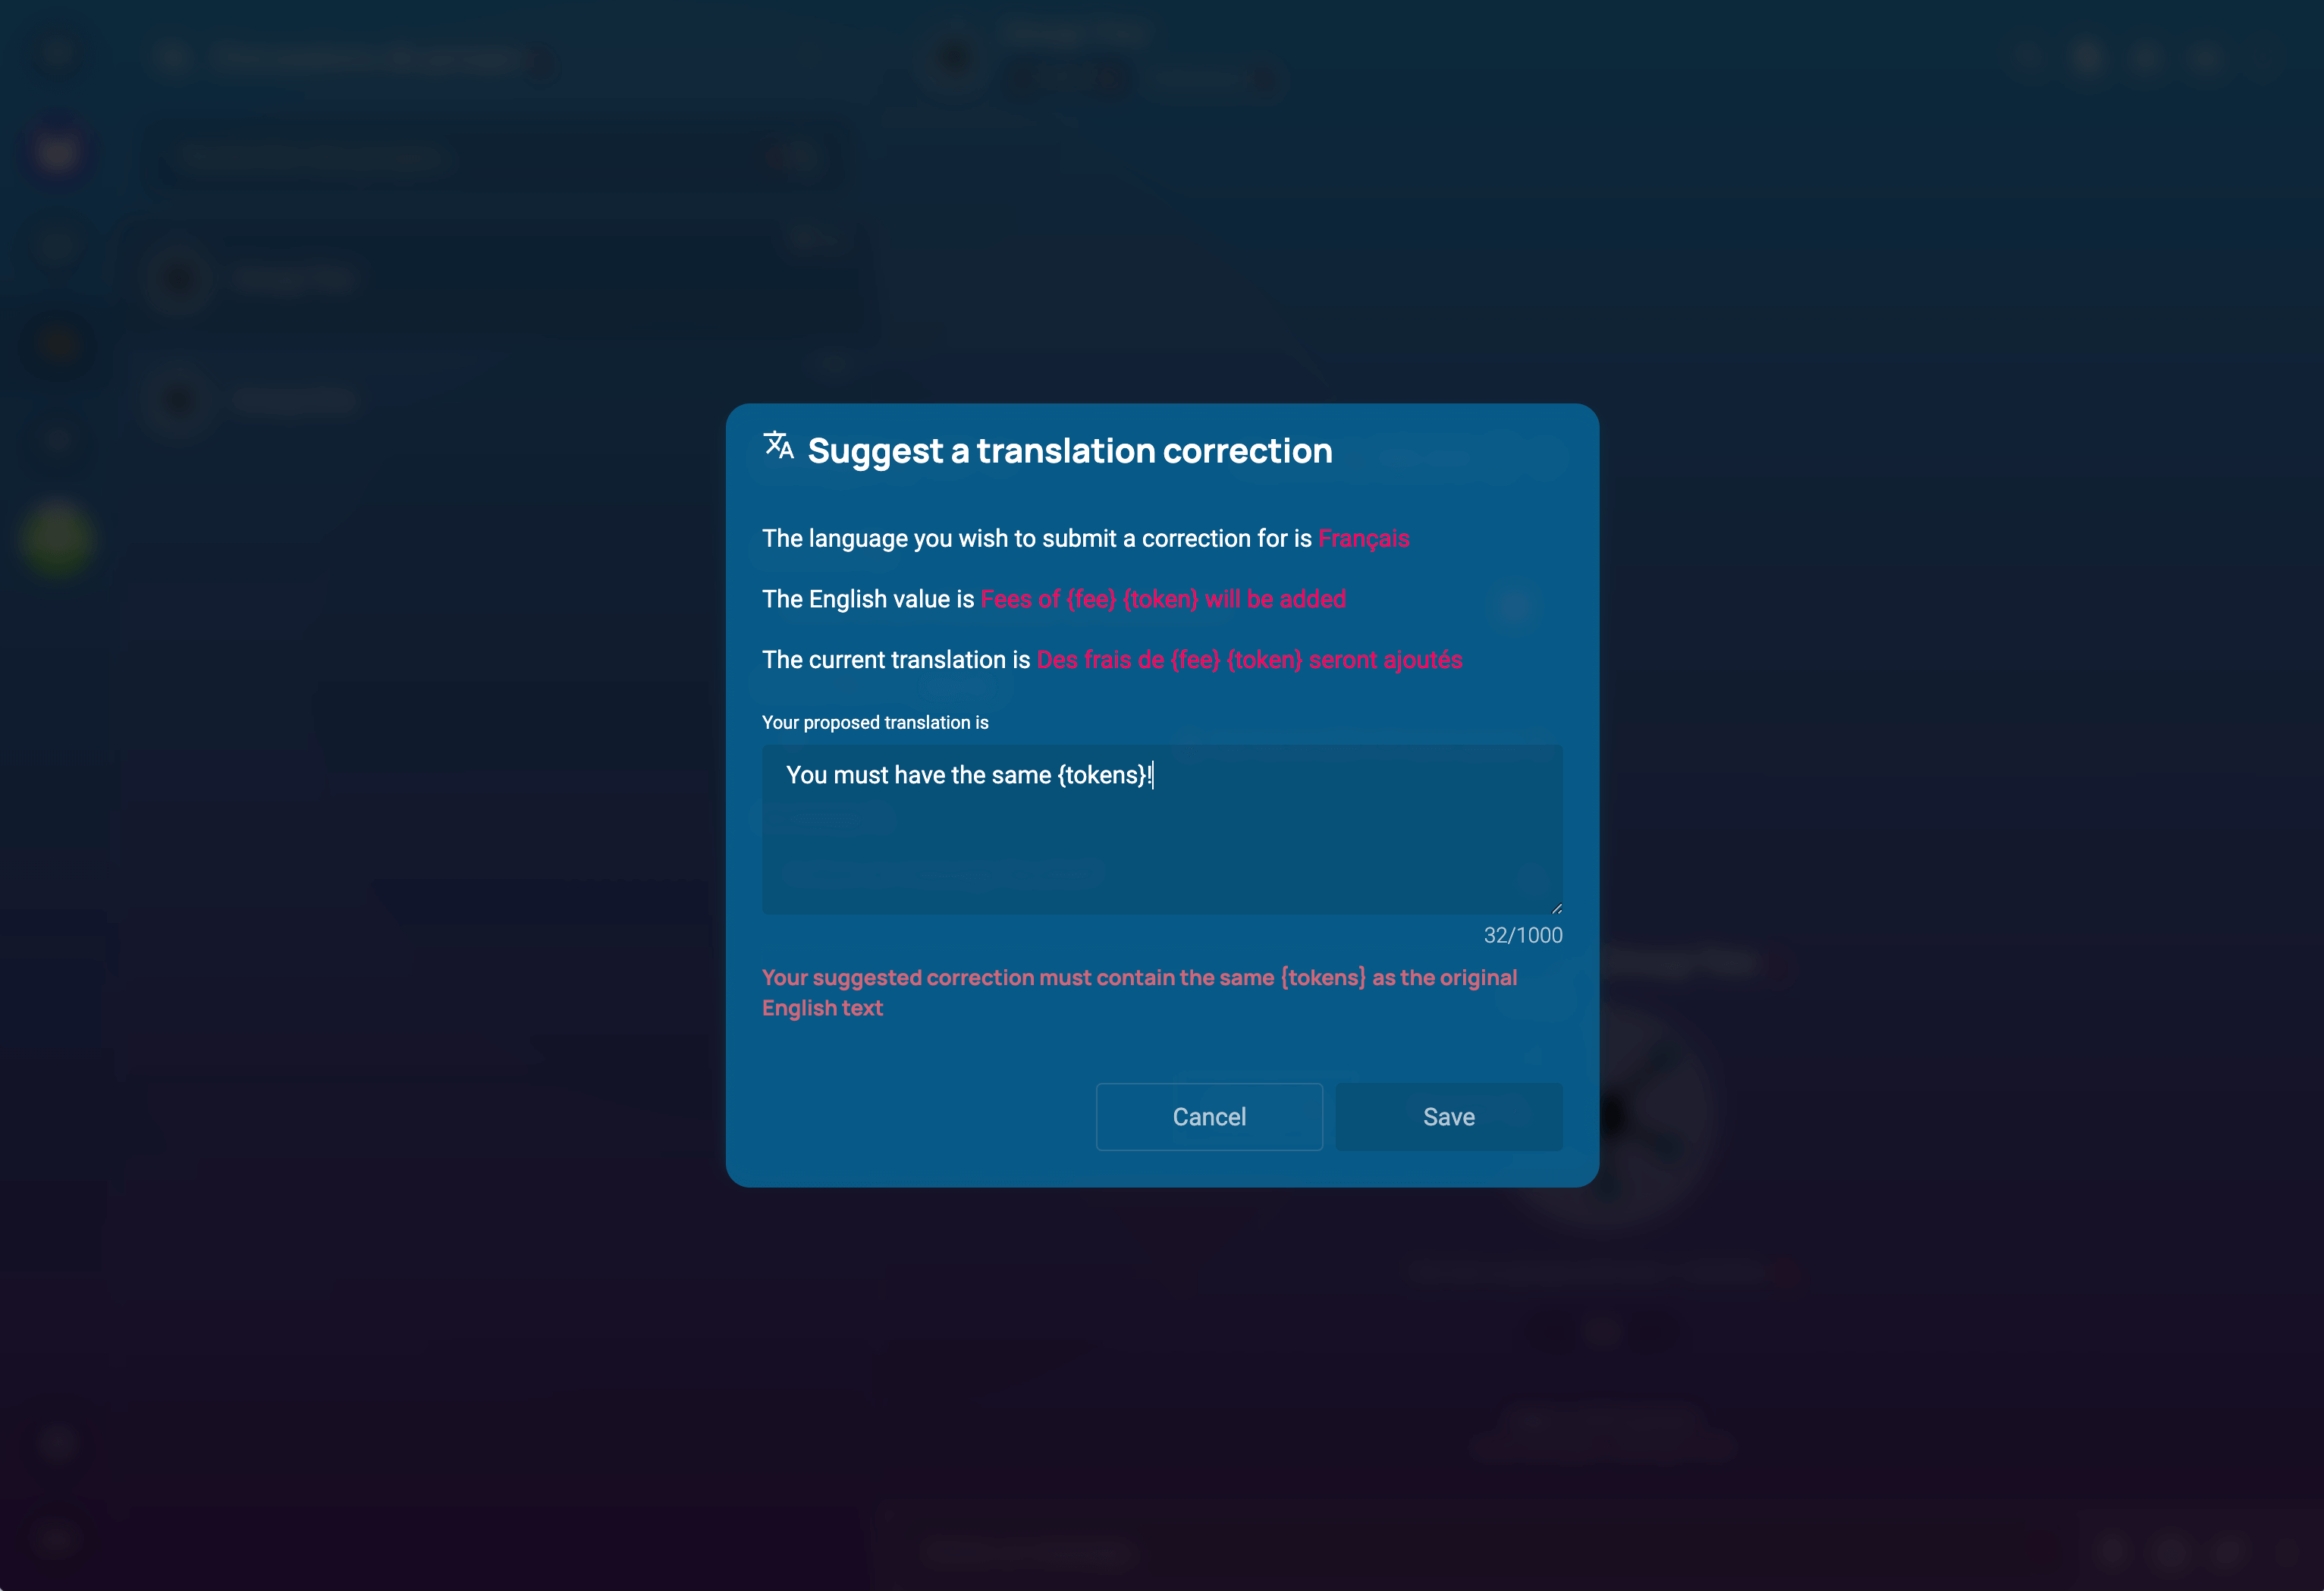 Suggest a translation correction
The language you wish to submit a correction for is Français
The English value is Fees of {fee} {token} will be added
The current translation is Des frais de {fee} {token} seront ajoutés
Your proposed translation is
You must have the same {tokens}!
32/1000
Your suggested correction must contain the same {tokens} as the original
English text
Cancel
Save